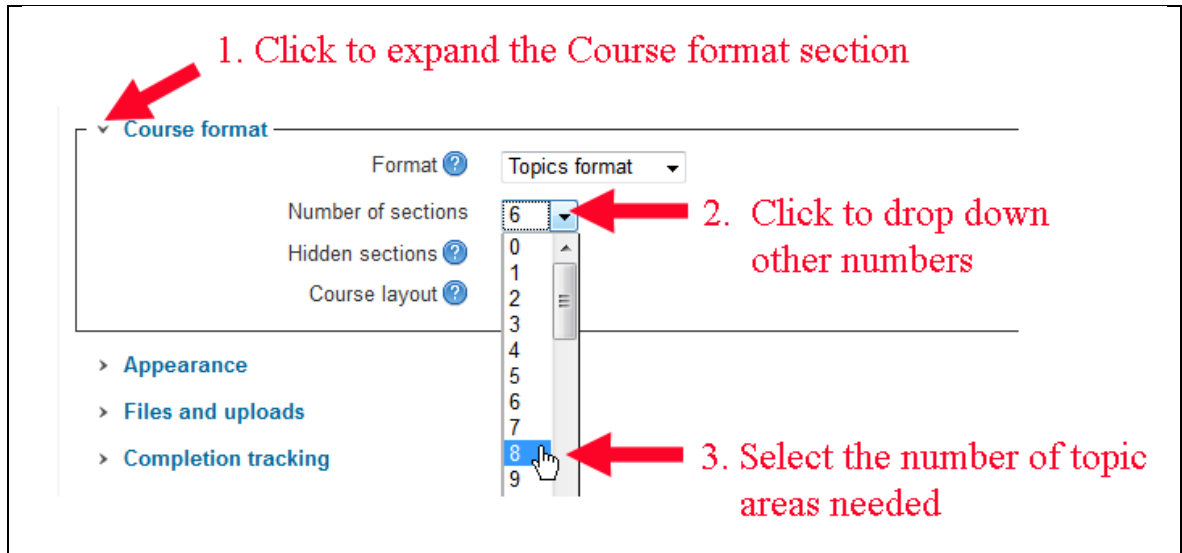 1. Click to expand the Course format section
Course format
Format ? Topics format
Number of sections 6
2. Click to drop down
other numbers
Hidden sections ?
Course layout ?
0
1
2
3
4
5
6
7
8
9
Appearance
Files and uploads
Completion tracking
3. Select the number of topic
areas needed